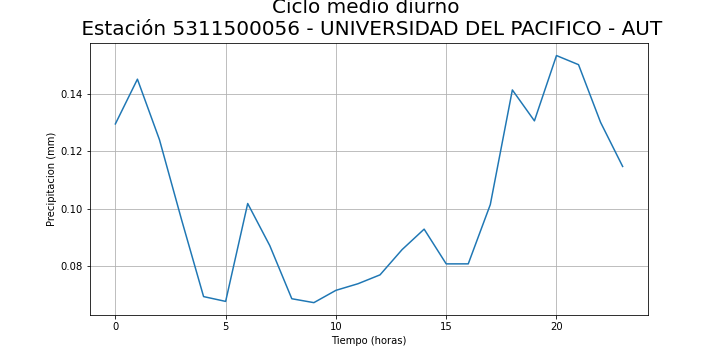 Ciclo medio diurno
Estación 5311500056 - UNIVERSIDAD DEL PACIFICO - AUT
0.14
0.12
0.10
0.08
Precipitacion (mm)
0 5 10 15 20
Tiempo (horas)